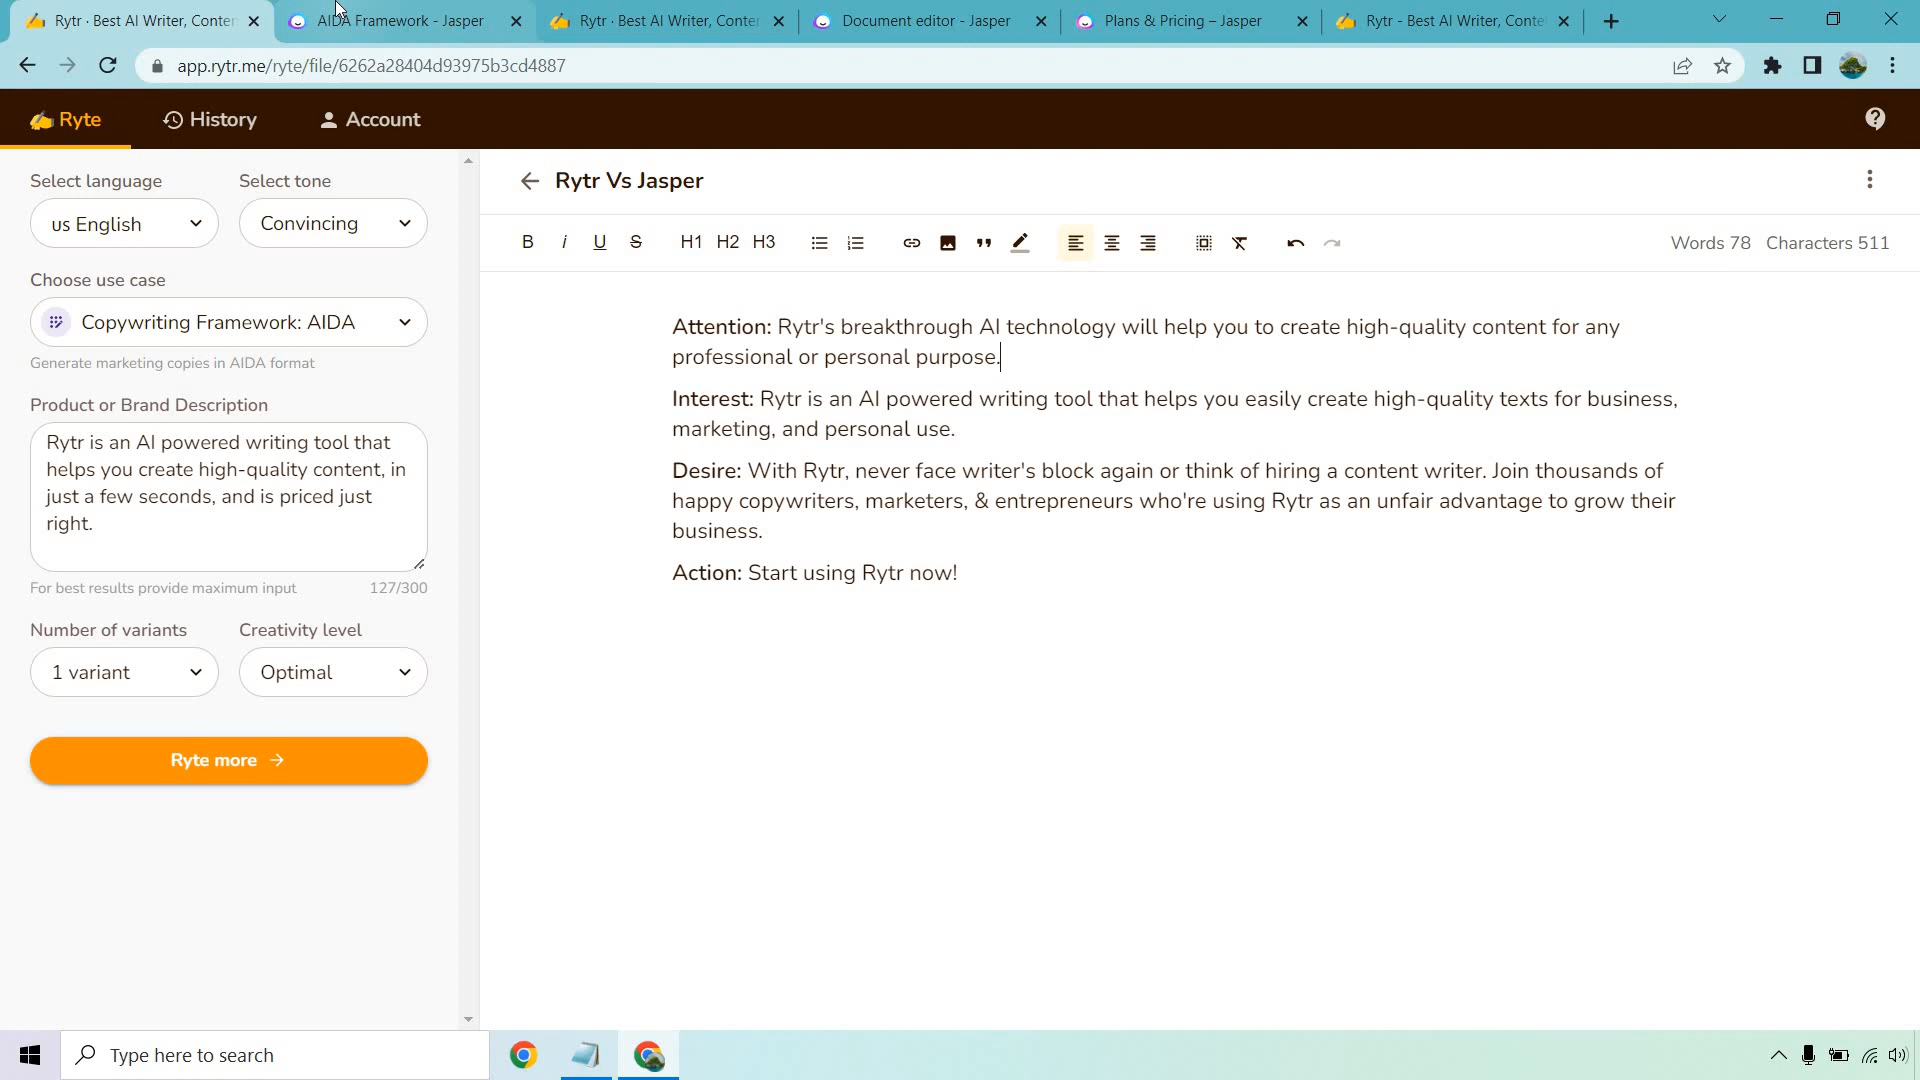 Rytr · Best AI Writer, Conten
AIDA Framework - Jasper
Rytr · Best AI Writer, Conten
Document editor - Jasper
Plans & Pricing – Jasper
Rytr - Best AI Writer, Conte
app.rytr.me/ryte/file/6262a28404d93975b3cd4887
Ryte
History
Account
Select language
Select tone
us English
Convincing
Choose use case
Copywriting Framework: AIDA
Generate marketing copies in AIDA format
Product or Brand Description
Rytr is an AI powered writing tool that
helps you create high-quality content, in
just a few seconds, and is priced just
right.
For best results provide maximum input
127/300
Number of variants
Creativity level
1 variant
Optimal
Ryte more →
Rytr Vs Jasper
B i U S H1 H2 H3
Words 78 Characters 511
Attention: Rytr's breakthrough AI technology will help you to create high-quality content for any
professional or personal purpose.
Interest: Rytr is an AI powered writing tool that helps you easily create high-quality texts for business,
marketing, and personal use.
Desire: With Rytr, never face writer's block again or think of hiring a content writer. Join thousands of
happy copywriters, marketers, & entrepreneurs who're using Rytr as an unfair advantage to grow their
business.
Action: Start using Rytr now!
Type here to search